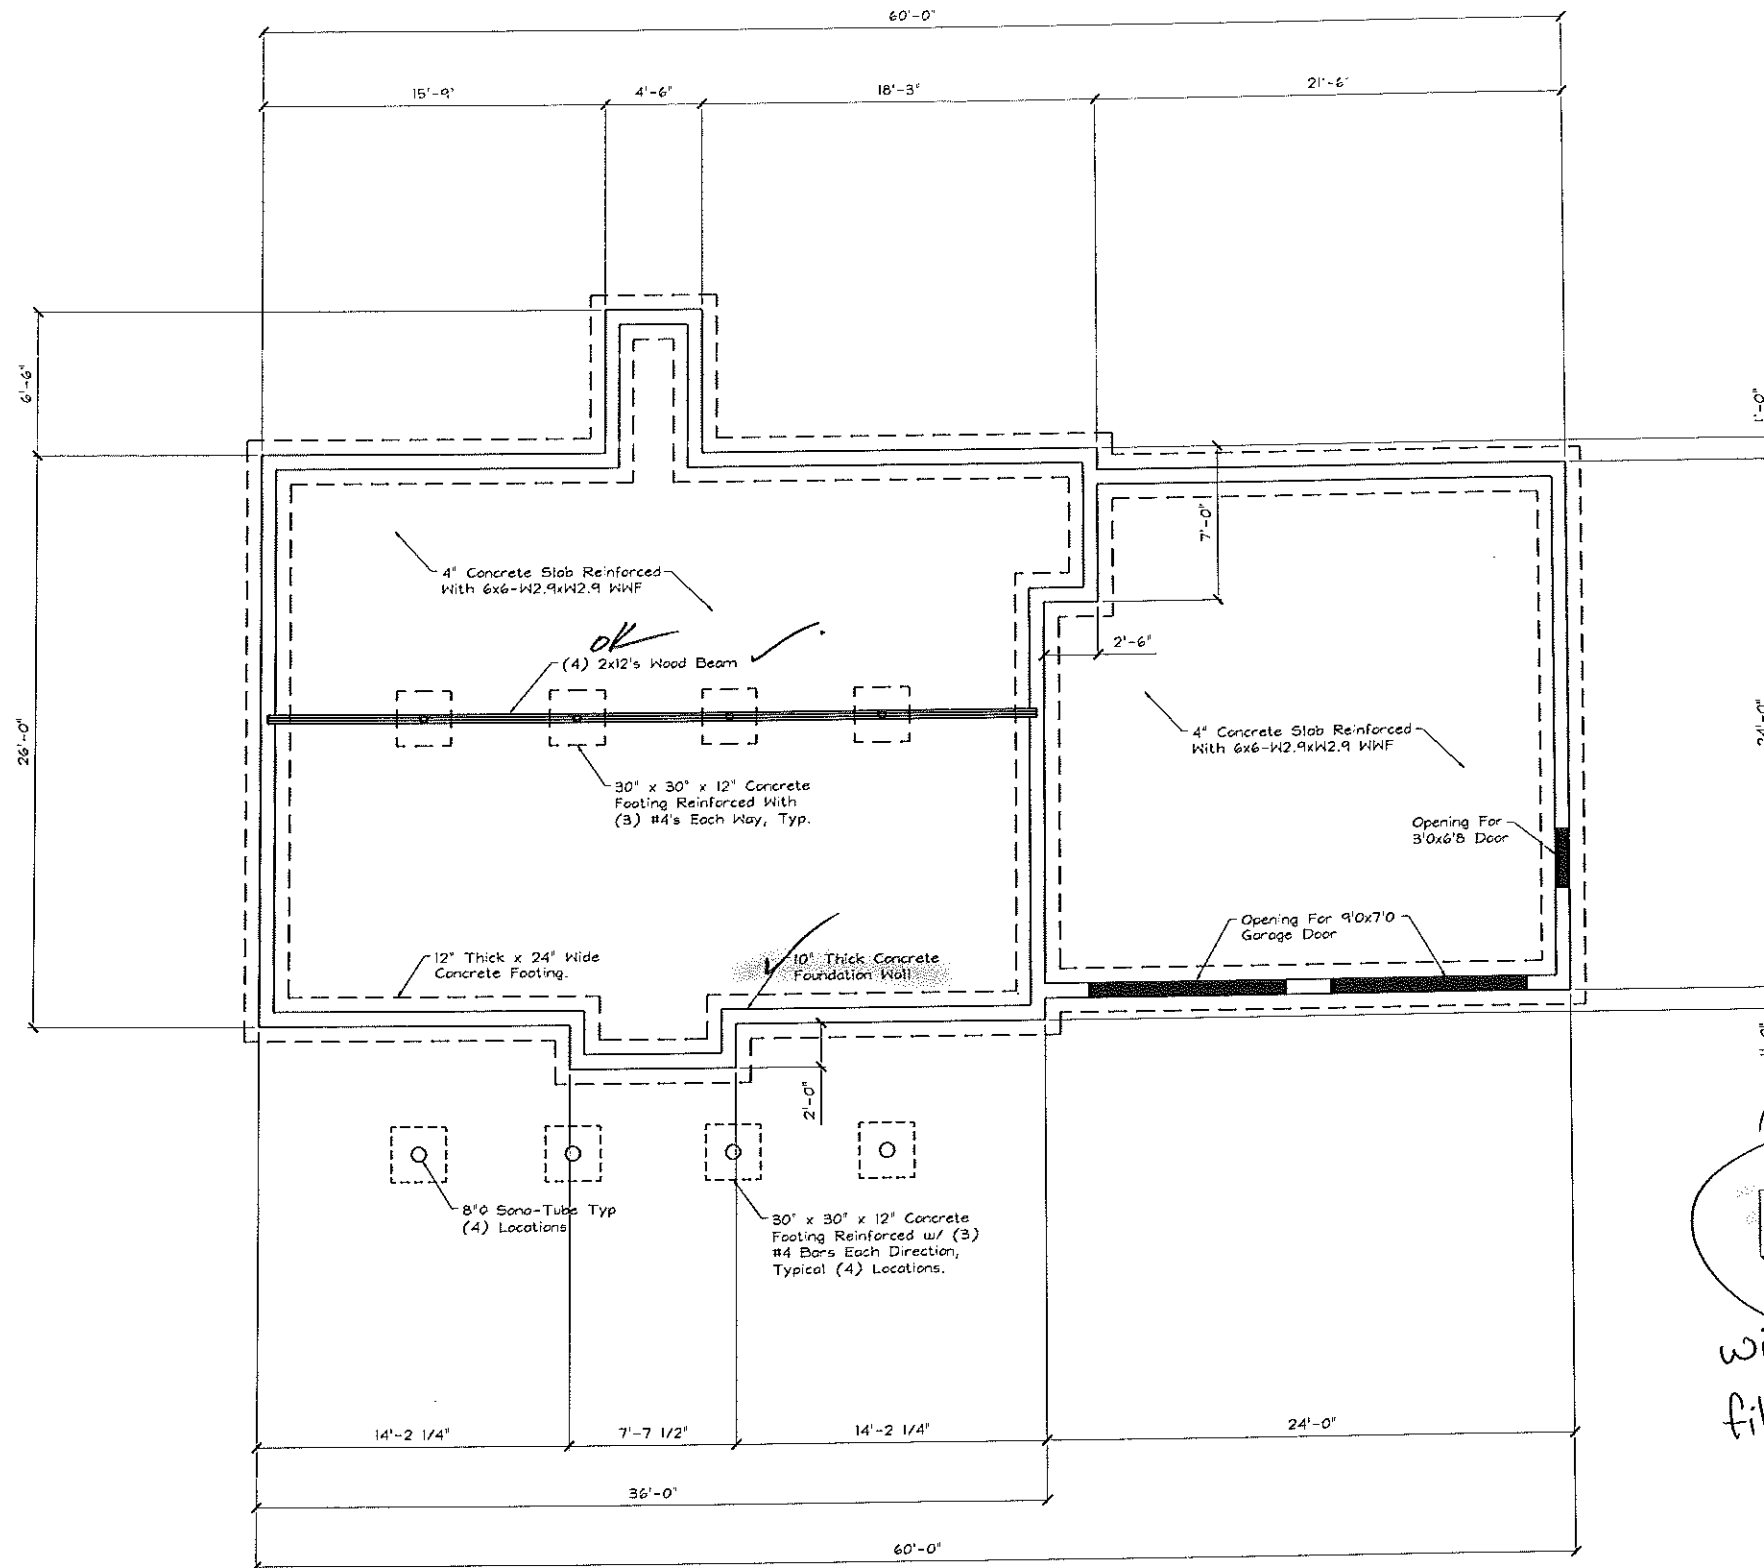 60'-0"
15'-9"
4'-6"
18'-3"
21'-6"
6'-6"
1'-0"
7'-0"
4" Concrete Slab Reinforced
With 6x6-W2.9xW2.9 WWF
OK
(4) 2x12's Wood Beam
2'-6"
26'-0"
24'-0"
4" Concrete Slab Reinforced
With 6x6-W2.9xW2.9 WWF
30" x 30" x 12" Concrete
Footing Reinforced With
(3) #4's Each Way, Typ.
Opening For
3'0x6'8 Door
Opening For 9'0x7'0
Garage Door
12" Thick x 24" Wide
Concrete Footing.
10" Thick Concrete
Foundation Wall
2'-0"
8"Ø Sono-Tube Typ
(4) Locations
30" x 30" x 12" Concrete
Footing Reinforced w/ (3)
#4 Bars Each Direction,
Typical (4) Locations.
14'-2 1/4"
7'-7 1/2"
14'-2 1/4"
24'-0"
36'-0"
60'-0"